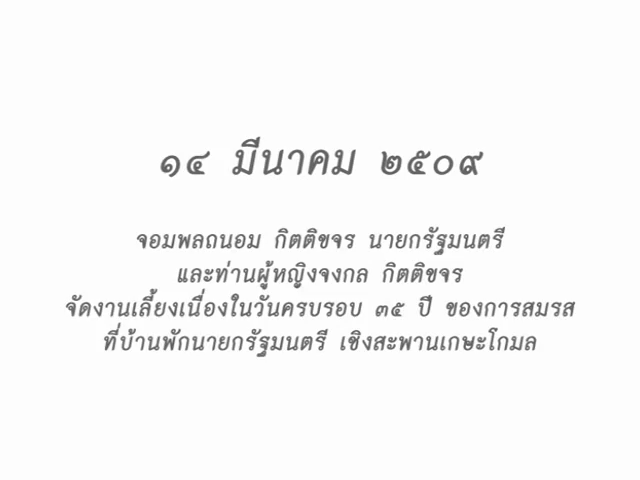 ๑๔ มีนาคม ๒๕๐๙
จอมพลถนอม กิตติขจร นายกรัฐมนตรี
และท่านผู้หญิงจงกล กิตติขจร
จัดงานเลี้ยงเนื่องในวันครบรอบ ๓๕ ปี ของการสมรส
ที่บ้านพักนายกรัฐมนตรี เชิงสะพานเกษะโกมล